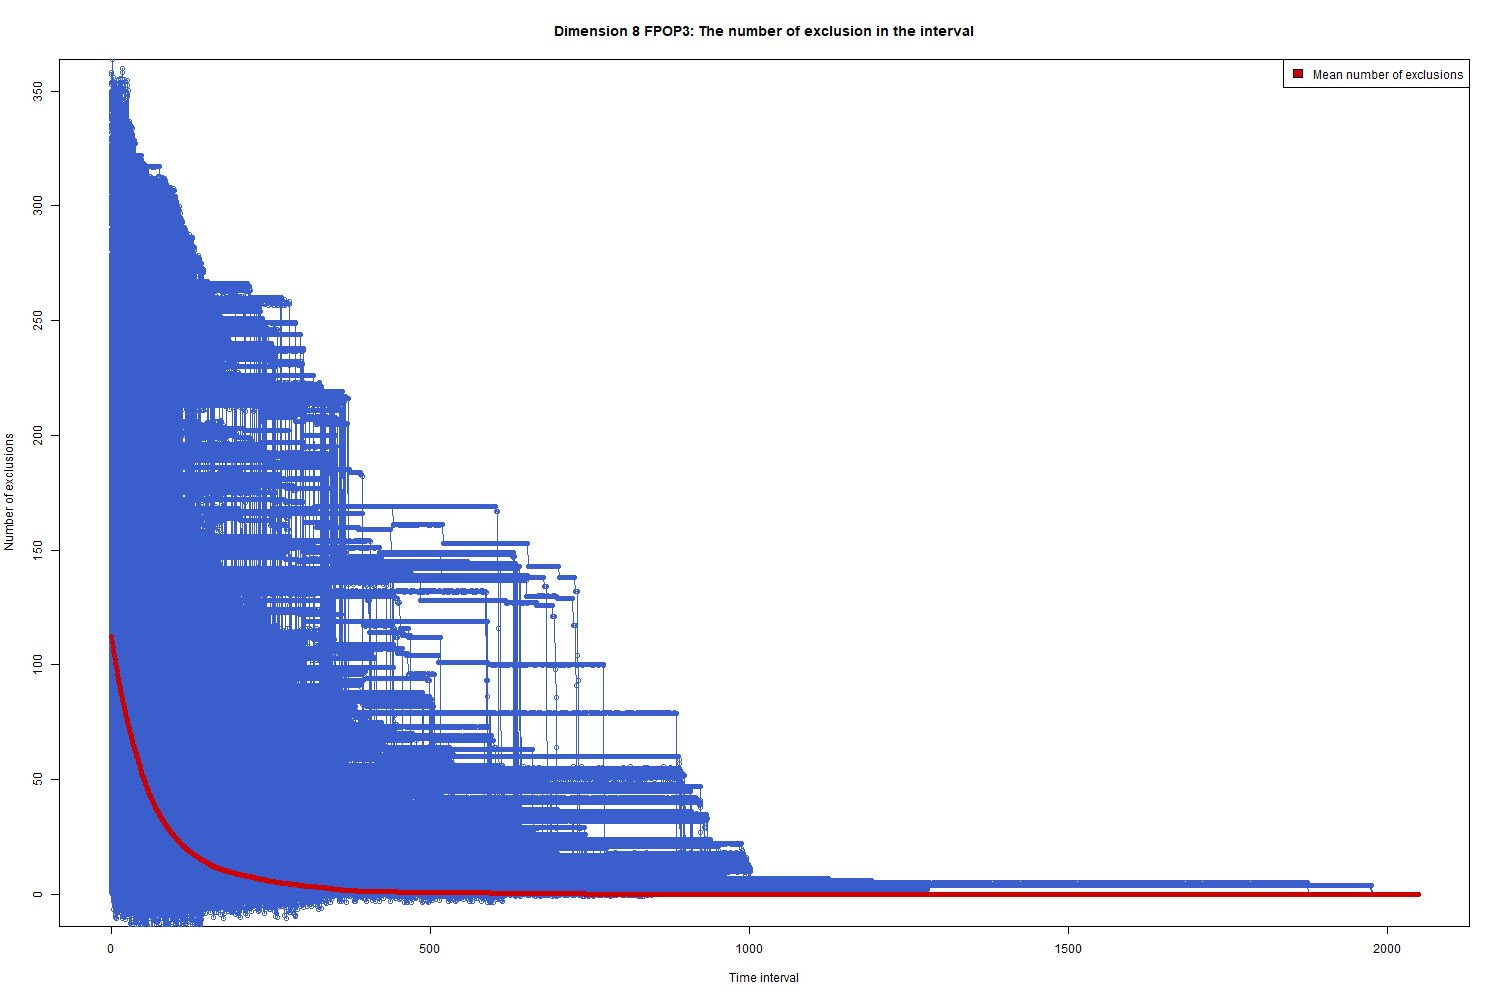 Dimension 8 FPOP3: The number of exclusion in the interval
Mean number of exclusions
Number of exclusions
350
300
250
200
150
100
50
0
0 500 1000 1500 2000
Time interval